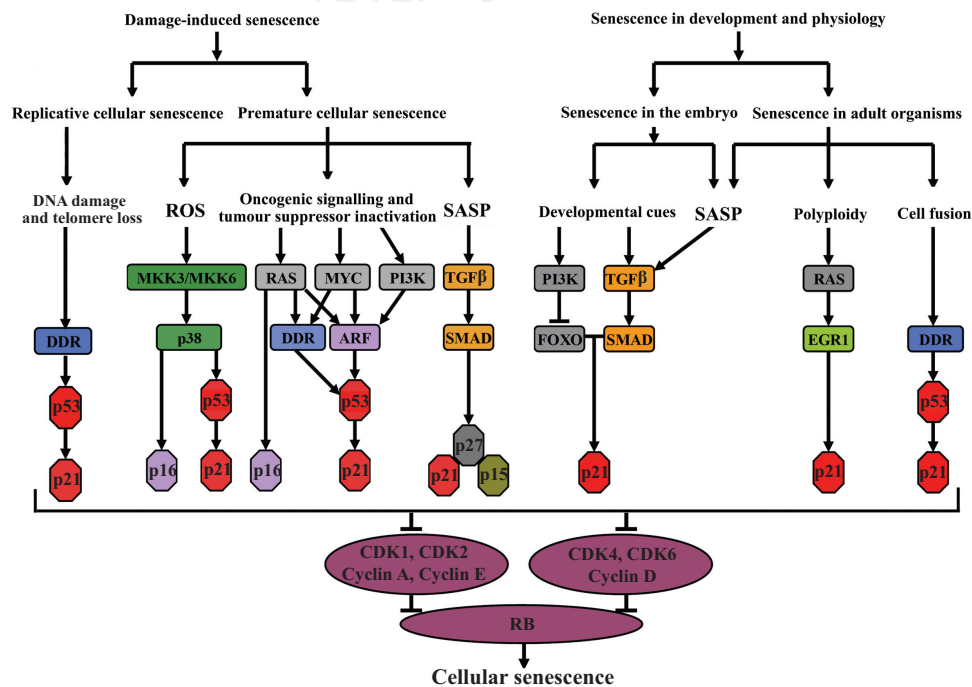 Damage-induced senescence
Senescence in development and physiology
Replicative cellular senescence
Premature cellular senescence
Senescence in the embryo
Senescence in adult organisms
DNA damage
and telomere loss
ROS
Oncogenic signalling and
tumour suppressor inactivation
SASP
Developmental cues
SASP
Polyploidy
Cell fusion
MKK3/MKK6
RAS
MYC
PI3K
TGFβ
PI3K
TGFβ
RAS
DDR
p38
DDR
ARF
SMAD
FOXO
SMAD
EGR1
DDR
p53
p53
p53
p53
p21
p16
p21
p16
p21
p27
p21
p15
p21
p21
p21
CDK1, CDK2
Cyclin A, Cyclin E
CDK4, CDK6
Cyclin D
RB
Cellular senescence